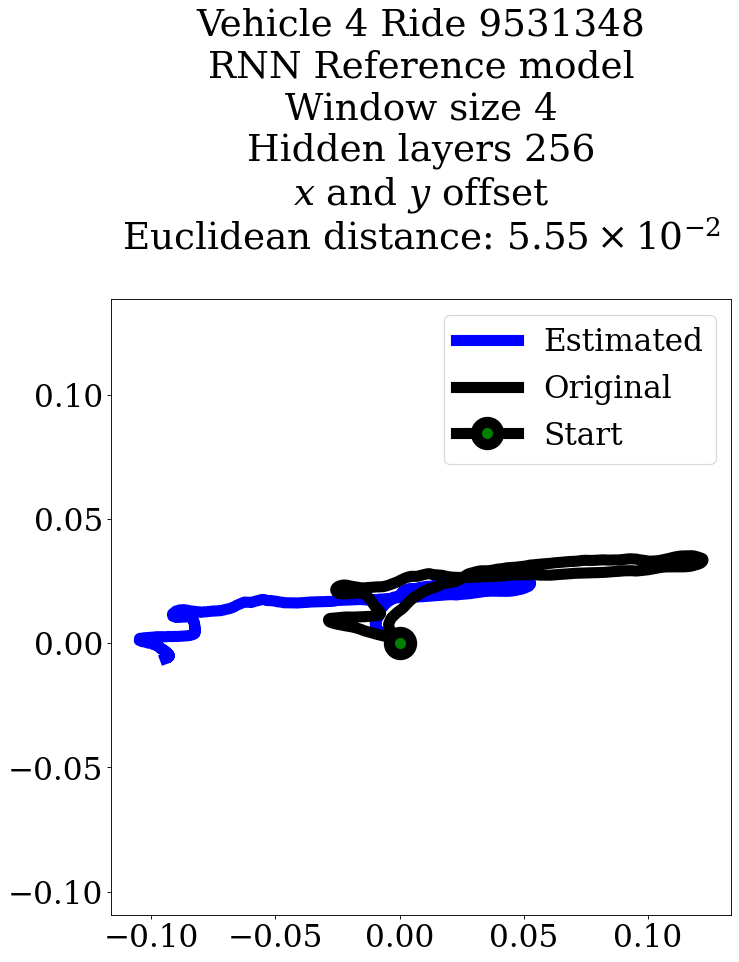 Vehicle 4 Ride 9531348
RNN Reference model
Window size 4
Hidden layers 256
x and y offset
Euclidean distance: 5.55 × 10⁻²
Estimated
Original
Start
0.10
0.05
0.00
−0.05
−0.10
−0.10 −0.05 0.00 0.05 0.10